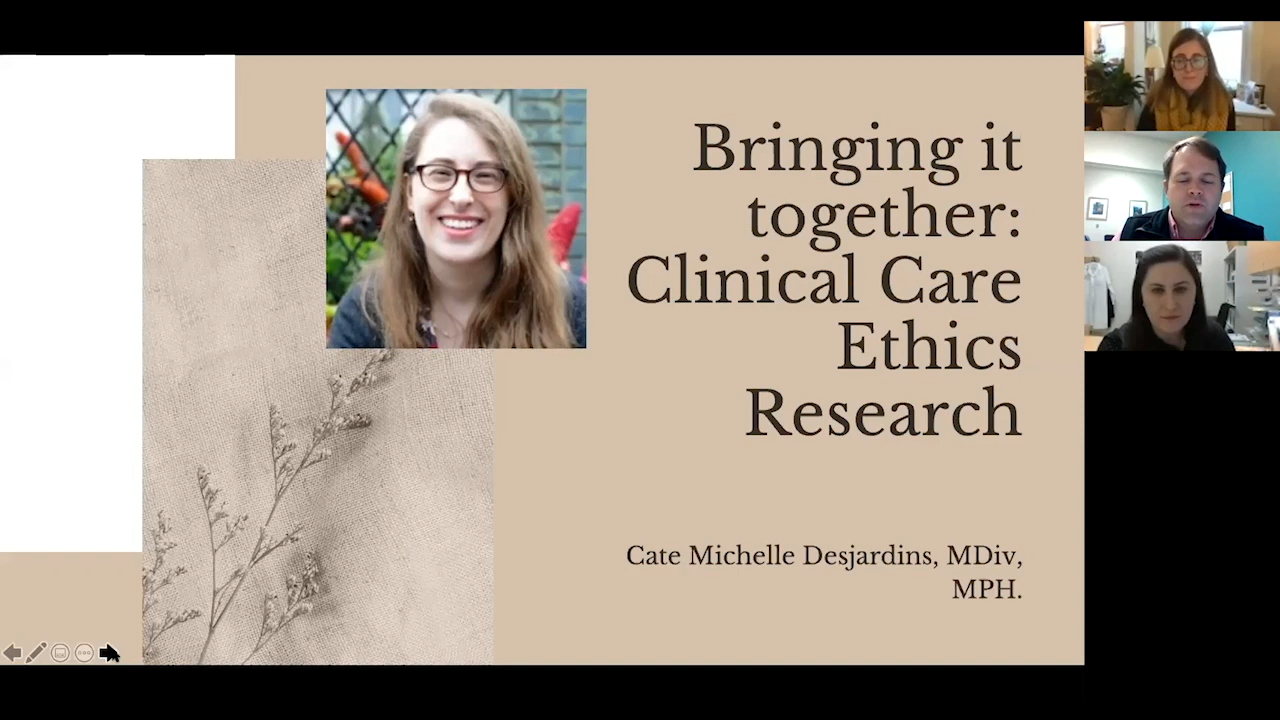 Bringing it
together:
Clinical Care
Ethics
Research
Cate Michelle Desjardins, MDiv,
MPH.